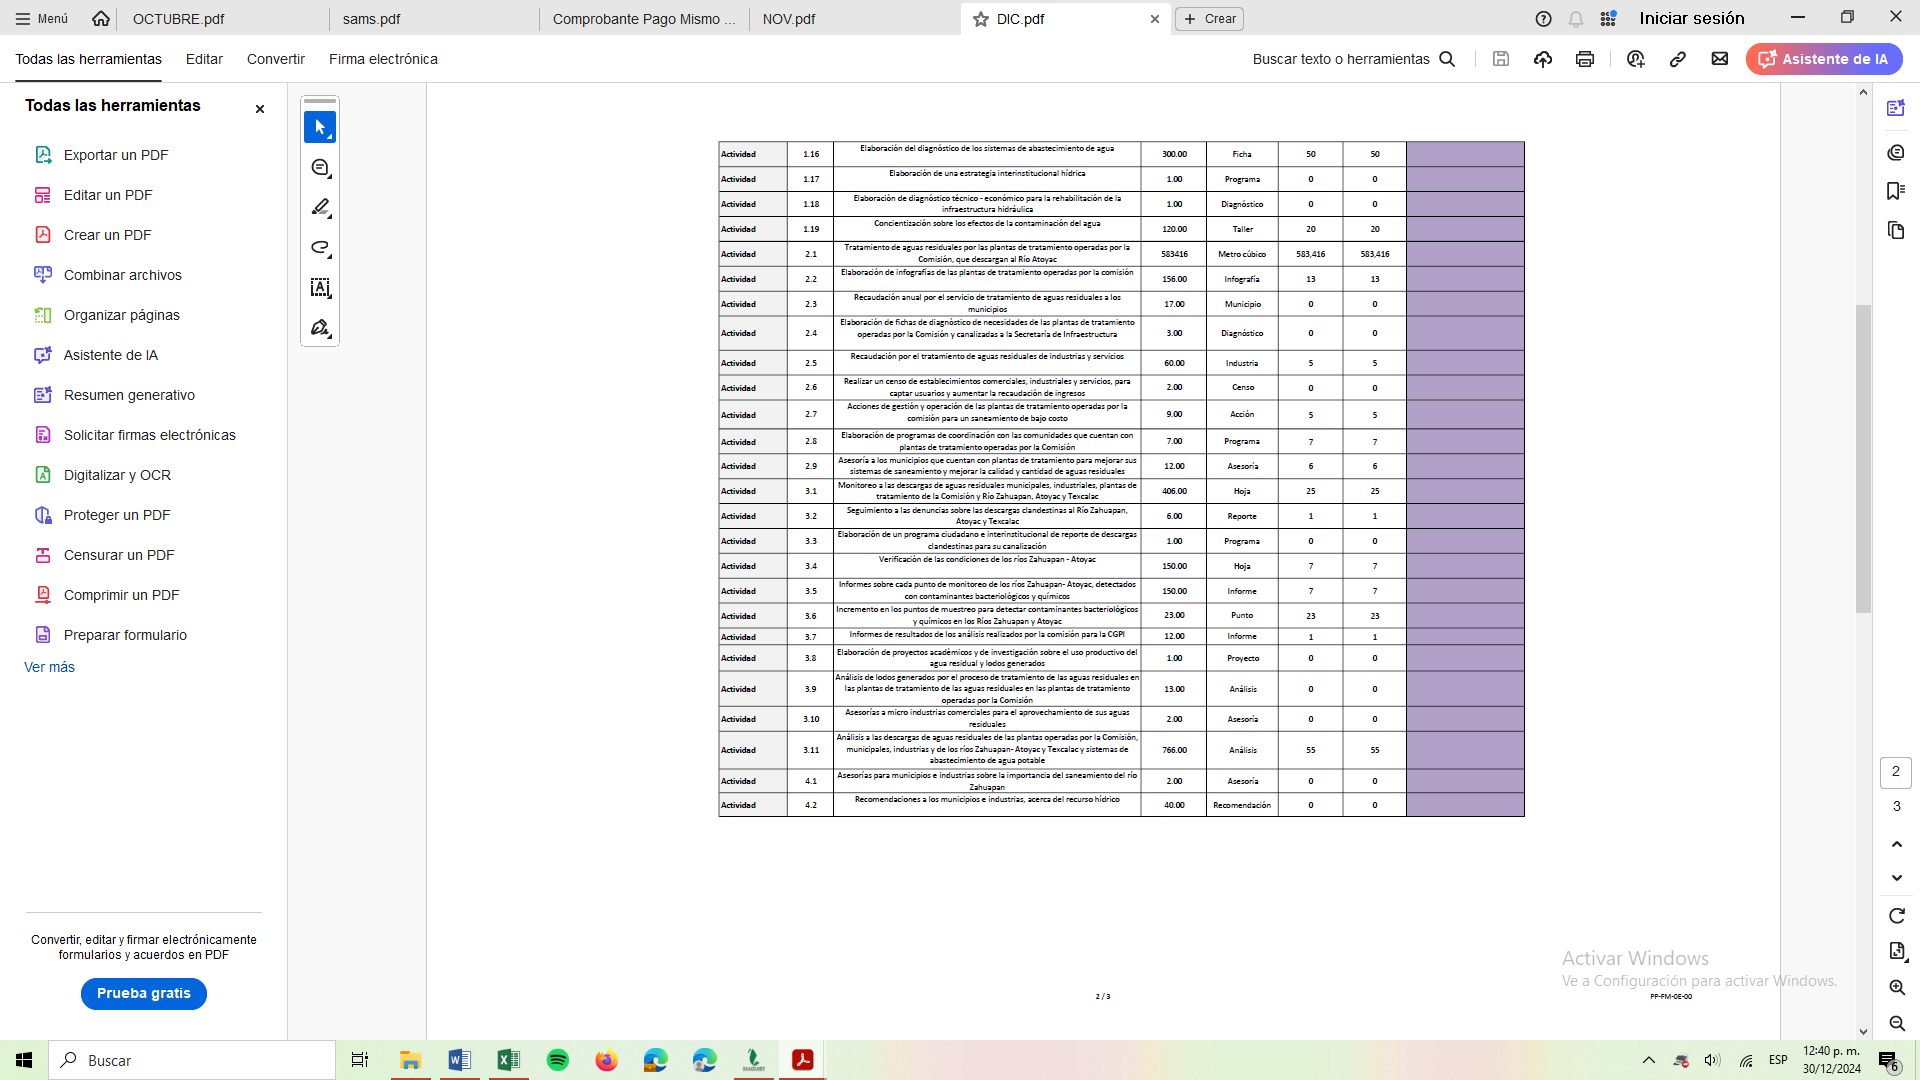 Menú
OCTUBRE.pdf
sams.pdf
Comprobante Pago Mismo ...
NOV.pdf
DIC.pdf
Crear
Iniciar sesión
Todas las herramientas
Editar
Convertir
Firma electrónica
Buscar texto o herramientas
Asistente de IA
Todas las herramientas
Exportar un PDF
Editar un PDF
Crear un PDF
Combinar archivos
Organizar páginas
Asistente de IA
Resumen generativo
Solicitar firmas electrónicas
Digitalizar y OCR
Proteger un PDF
Censurar un PDF
Comprimir un PDF
Preparar formulario
Ver más
Convertir, editar y firmar electrónicamente
formularios y acuerdos en PDF
Prueba gratis
Actividad 1.16 Elaboración del diagnóstico de los sistemas de abastecimiento de agua 300.00 Ficha 50 50
Actividad 1.17 Elaboración de una estrategia interinstitucional hídrica 1.00 Programa 0 0
Actividad 1.18 Elaboración de diagnóstico técnico - económico para la rehabilitación de la
infraestructura hidráulica 1.00 Diagnóstico 0 0
Actividad 1.19 Concientización sobre los efectos de la contaminación del agua 120.00 Taller 20 20
Actividad 2.1 Tratamiento de aguas residuales por las plantas de tratamiento operadas por la
Comisión, que descargan al Río Atoyac 583416 Metro cúbico 583,416 583,416
Actividad 2.2 Elaboración de infografías de las plantas de tratamiento operadas por la comisión 156.00 Infografía 13 13
Actividad 2.3 Recaudación anual por el servicio de tratamiento de aguas residuales a los
municipios 17.00 Municipio 0 0
Actividad 2.4 Elaboración de fichas de diagnóstico de necesidades de las plantas de tratamiento
operadas por la Comisión y canalizadas a la Secretaría de Infraestructura 3.00 Diagnóstico 0 0
Actividad 2.5 Recaudación por el tratamiento de aguas residuales de industrias y servicios 60.00 Industria 5 5
Actividad 2.6 Realizar un censo de establecimientos comerciales, industriales y servicios, para
captar usuarios y aumentar la recaudación de ingresos 2.00 Censo 0 0
Actividad 2.7 Acciones de gestión y operación de las plantas de tratamiento operadas por la
comisión para un saneamiento de bajo costo 9.00 Acción 5 5
Actividad 2.8 Elaboración de programas de coordinación con las comunidades que cuentan con
plantas de tratamiento operadas por la Comisión 7.00 Programa 7 7
Actividad 2.9 Asesoría a los municipios que cuentan con plantas de tratamiento para mejorar sus
sistemas de saneamiento y mejorar la calidad y cantidad de aguas residuales 12.00 Asesoría 6 6
Actividad 3.1 Monitoreo a las descargas de aguas residuales municipales, industriales, plantas de
tratamiento de la Comisión y Río Zahuapan, Atoyac y Texcalac 406.00 Hoja 25 25
Actividad 3.2 Seguimiento a las denuncias sobre las descargas clandestinas al Río Zahuapan,
Atoyac y Texcalac 6.00 Reporte 1 1
Actividad 3.3 Elaboración de un programa ciudadano e interinstitucional de reporte de descargas
clandestinas para su canalización 1.00 Programa 0 0
Actividad 3.4 Verificación de las condiciones de los ríos Zahuapan - Atoyac 150.00 Hoja 7 7
Actividad 3.5 Informes sobre cada punto de monitoreo de los ríos Zahuapan- Atoyac, detectados
con contaminantes bacteriológicos y químicos 150.00 Informe 7 7
Actividad 3.6 Incremento en los puntos de muestreo para detectar contaminantes bacteriológicos
y químicos en los Ríos Zahuapan y Atoyac 23.00 Punto 23 23
Actividad 3.7 Informes de resultados de los análisis realizados por la comisión para la CGPI 12.00 Informe 1 1
Actividad 3.8 Elaboración de proyectos académicos y de investigación sobre el uso productivo del
agua residual y lodos generados 1.00 Proyecto 0 0
Actividad 3.9 Análisis de lodos generados por el proceso de tratamiento de las aguas residuales en
las plantas de tratamiento de las aguas residuales en las plantas de tratamiento
operadas por la Comisión 13.00 Análisis 0 0
Actividad 3.10 Asesorías a micro industrias comerciales para el aprovechamiento de sus aguas
residuales 2.00 Asesoría 0 0
Actividad 3.11 Análisis a las descargas de aguas residuales de las plantas operadas por la Comisión,
municipales, industrias y de los ríos Zahuapan- Atoyac y Texcalac y sistemas de
abastecimiento de agua potable 766.00 Análisis 55 55
Actividad 4.1 Asesorías para municipios e industrias sobre la importancia del saneamiento del río
Zahuapan 2.00 Asesoría 0 0
Actividad 4.2 Recomendaciones a los municipios e industrias, acerca del recurso hídrico 40.00 Recomendación 0 0
2 / 3
PP-FM-0E-00
Activar Windows
Ve a Configuración para activar Windows.
2
3
Buscar
ESP
12:40 p. m.
30/12/2024
6